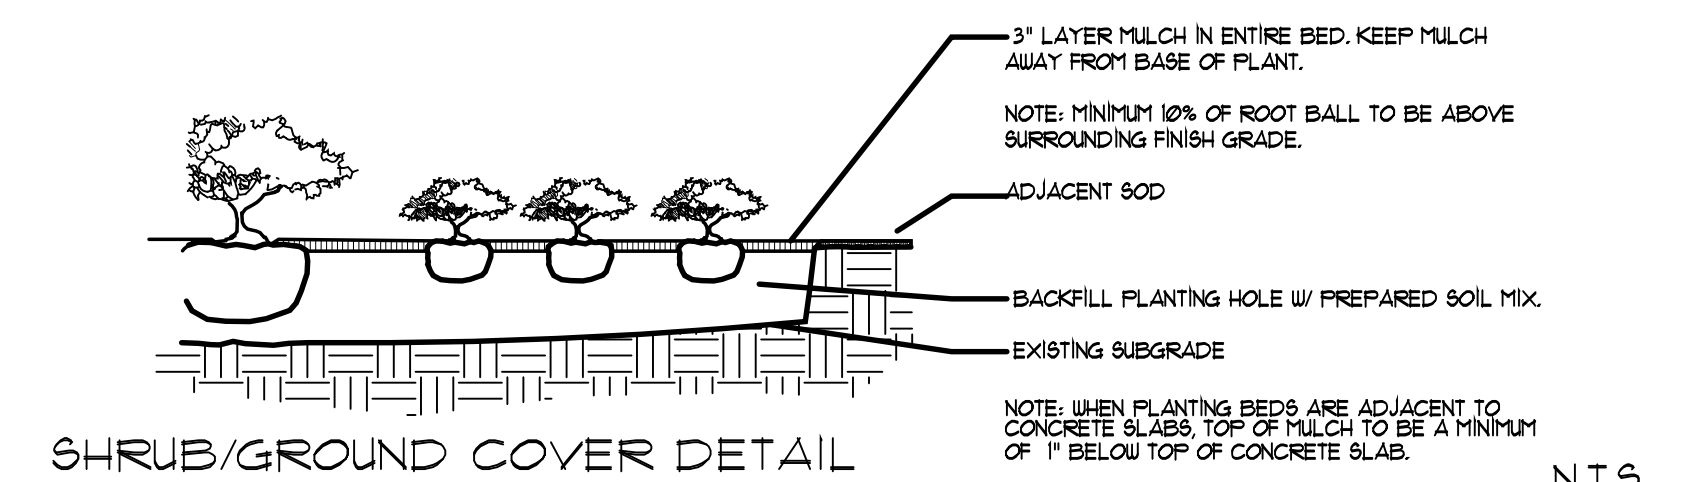 3" LAYER MULCH IN ENTIRE BED. KEEP MULCH
AWAY FROM BASE OF PLANT.
NOTE: MINIMUM 10% OF ROOT BALL TO BE ABOVE
SURROUNDING FINISH GRADE.
ADJACENT SOD
BACKFILL PLANTING HOLE W/ PREPARED SOIL MIX.
EXISTING SUBGRADE
NOTE: WHEN PLANTING BEDS ARE ADJACENT TO
CONCRETE SLABS, TOP OF MULCH TO BE A MINIMUM
OF 1" BELOW TOP OF CONCRETE SLAB.
SHRUB/GROUND COVER DETAIL
N T S